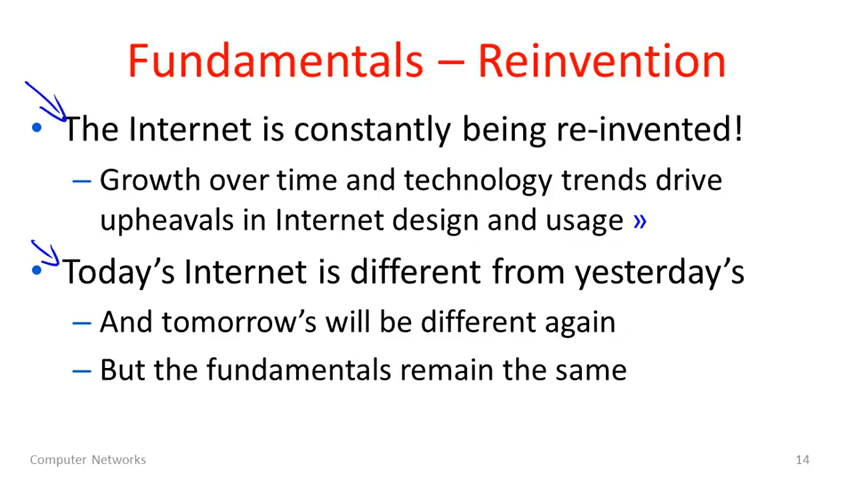 Fundamentals – Reinvention
• The Internet is constantly being re-invented!
– Growth over time and technology trends drive
upheavals in Internet design and usage »
• Today's Internet is different from yesterday's
– And tomorrow's will be different again
– But the fundamentals remain the same
Computer Networks
14